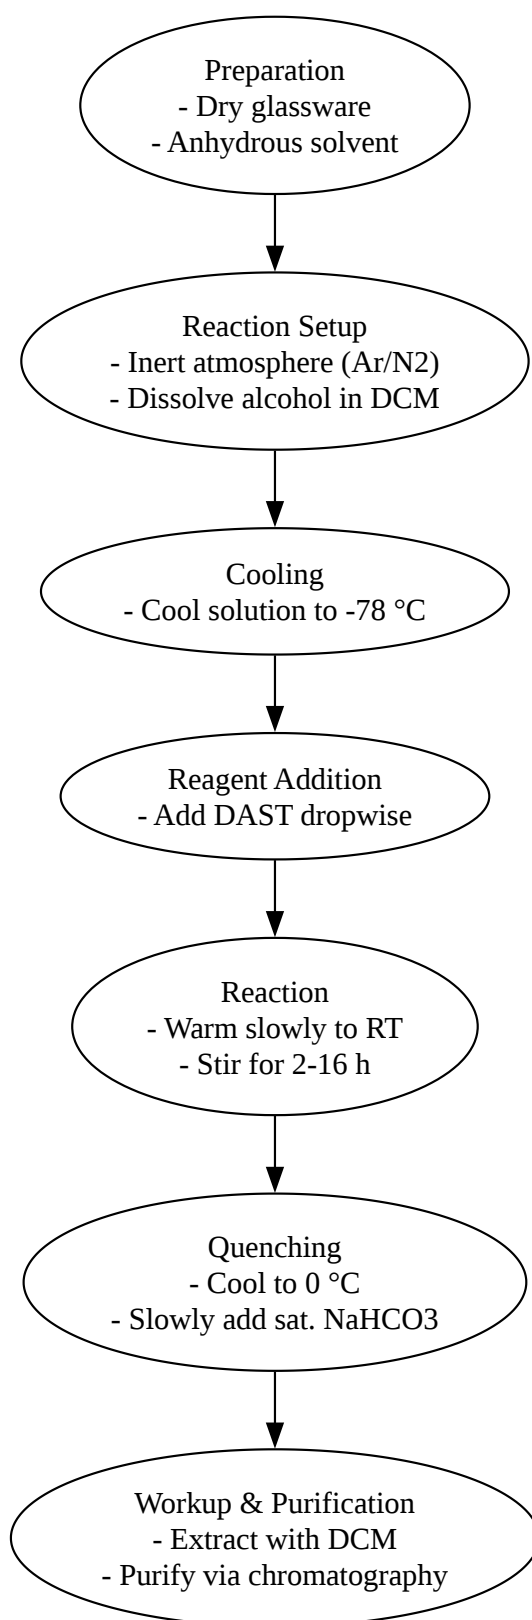 Preparation
- Dry glassware
- Anhydrous solvent
Reaction Setup
- Inert atmosphere (Ar/N2)
- Dissolve alcohol in DCM
Cooling
- Cool solution to -78 °C
Reagent Addition
- Add DAST dropwise
Reaction
- Warm slowly to RT
- Stir for 2-16 h
Quenching
- Cool to 0 °C
- Slowly add sat. NaHCO3
Workup & Purification
- Extract with DCM
- Purify via chromatography